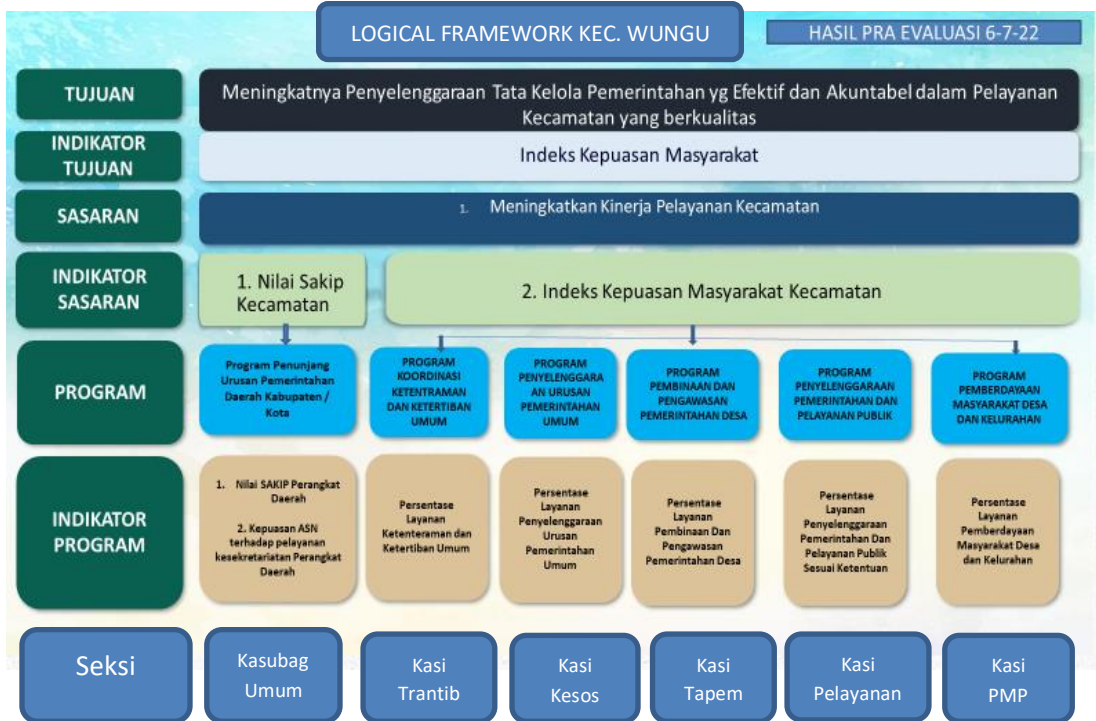 LOGICAL FRAMEWORK KEC. WUNGU
HASIL PRA EVALUASI 6-7-22
TUJUAN
Meningkatnya Penyelenggaraan Tata Kelola Pemerintahan yg Efektif dan Akuntabel dalam Pelayanan
Kecamatan yang berkualitas
INDIKATOR
TUJUAN
Indeks Kepuasan Masyarakat
SASARAN
1. Meningkatkan Kinerja Pelayanan Kecamatan
INDIKATOR
SASARAN
1. Nilai Sakip
Kecamatan
2. Indeks Kepuasan Masyarakat Kecamatan
PROGRAM
Program Penunjang
Urusan Pemerintahan
Daerah Kabupaten /
Kota
PROGRAM
KOORDINASI
KETENTRAMAN
DAN KETERTIBAN
UMUM
PROGRAM
PENYELENGGARA
AN URUSAN
PEMERINTAHAN
UMUM
PROGRAM
PEMBINAAN DAN
PENGAWASAN
PEMERINTAHAN DESA
PROGRAM
PENYELENGGARAAN
PEMERINTAHAN DAN
PELAYANAN PUBLIK
PROGRAM
PEMBERDAYAAN
MASYARAKAT DESA
DAN KELURAHAN
INDIKATOR
PROGRAM
1. Nilai SAKIP Perangkat
Daerah
2. Kepuasan ASN
terhadap pelayanan
kesekretariatan Perangkat
Daerah
Persentase
Layanan
Ketenteraman dan
Ketertiban Umum
Persentase
Layanan
Penyelenggaraan
Urusan
Pemerintahan
Umum
Persentase
Layanan
Pembinaan Dan
Pengawasan
Pemerintahan Desa
Persentase
Layanan
Penyelenggaraan
Pemerintahan Dan
Pelayanan Publik
Sesuai Ketentuan
Persentase
Layanan
Pemberdayaan
Masyarakat Desa
dan Kelurahan
Seksi
Kasubag
Umum
Kasi
Trantib
Kasi
Kesos
Kasi
Tapem
Kasi
Pelayanan
Kasi
PMP